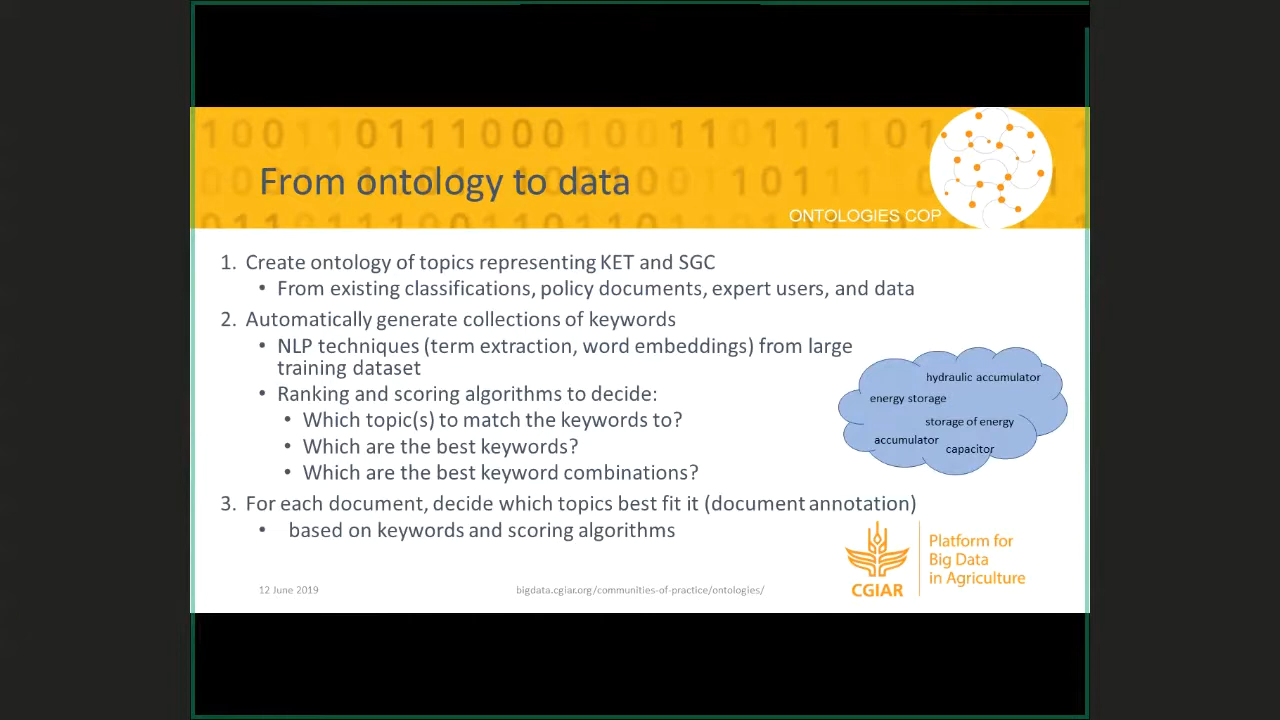 From ontology to data
ONTOLOGIES COP
1. Create ontology of topics representing KET and SGC
• From existing classifications, policy documents, expert users, and data
2. Automatically generate collections of keywords
• NLP techniques (term extraction, word embeddings) from large
training dataset
• Ranking and scoring algorithms to decide:
• Which topic(s) to match the keywords to?
• Which are the best keywords?
• Which are the best keyword combinations?
hydraulic accumulator
energy storage
storage of energy
accumulator
capacitor
3. For each document, decide which topics best fit it (document annotation)
• based on keywords and scoring algorithms
CGIAR
Platform for
Big Data
in Agriculture
12 June 2019
bigdata.cgiar.org/communities-of-practice/ontologies/